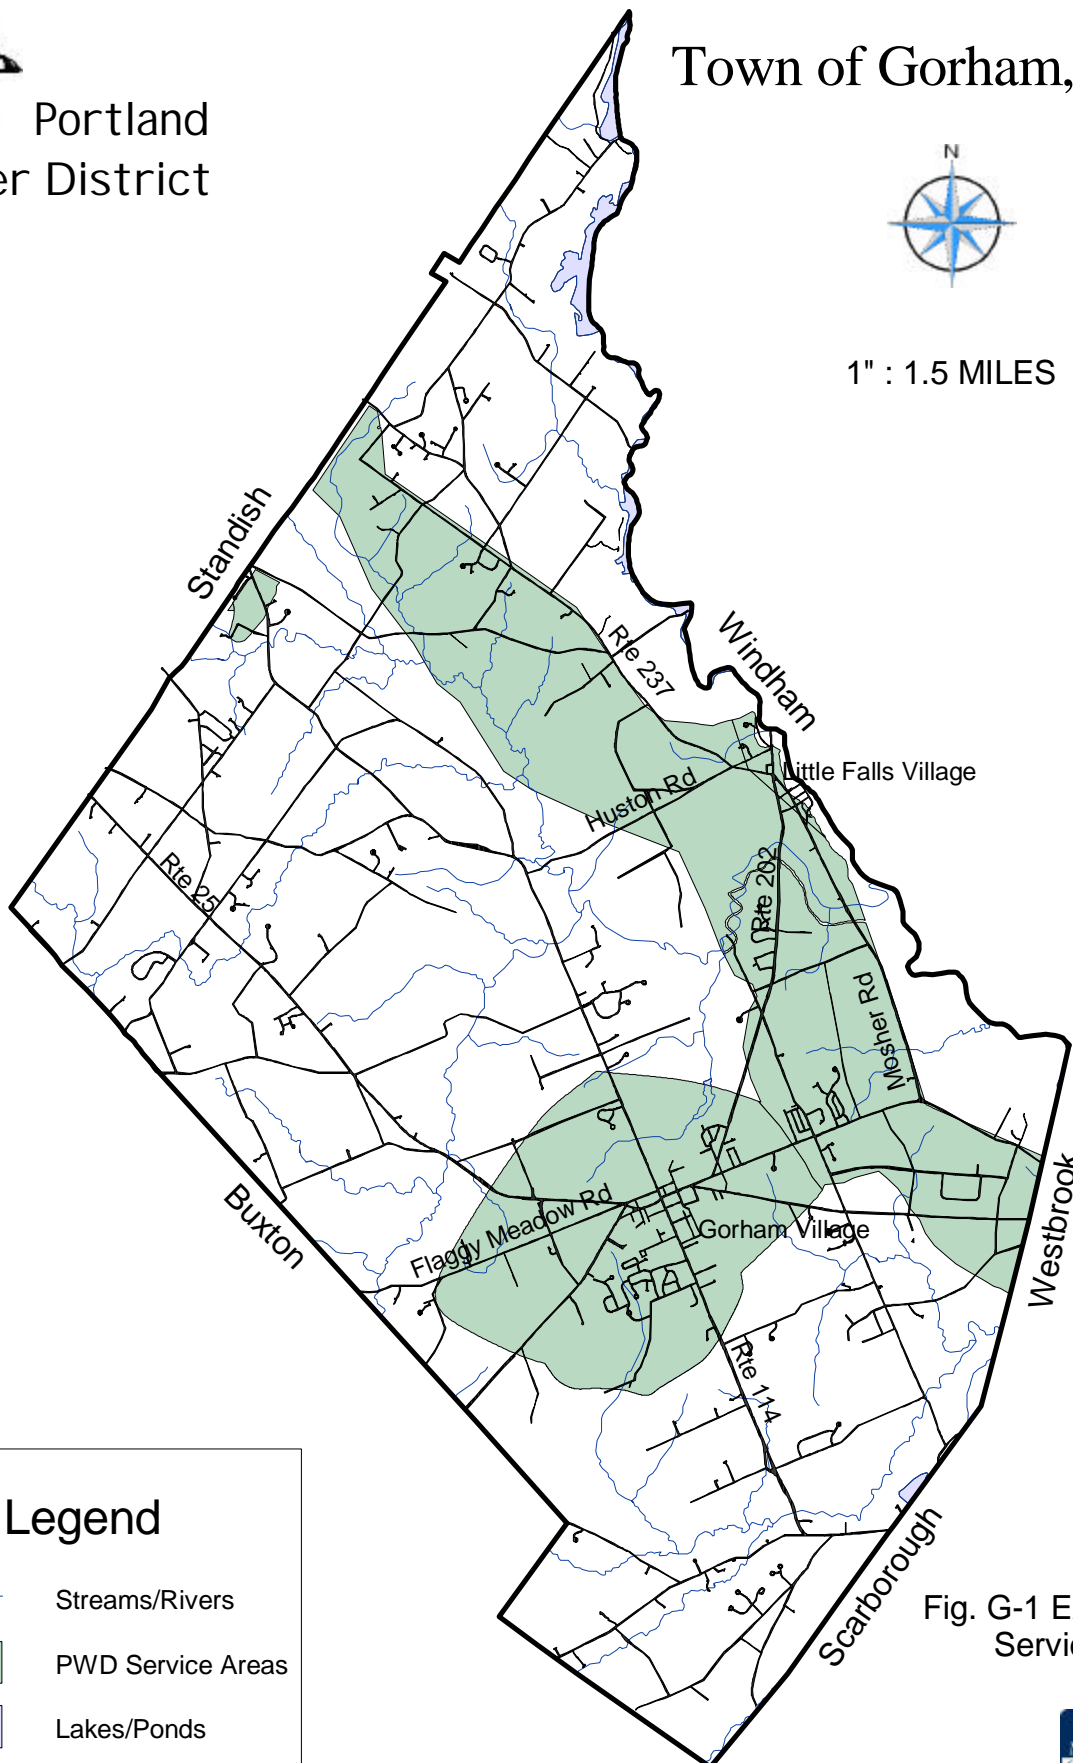 Town of Gorham,
Portland
er District
N
1" : 1.5 MILES
Standish
Windham
Rte 237
Little Falls Village
Huston Rd
Rte 202
Rte 25
Mosher Rd
Buxton
Flaggy Meadow Rd
Gorham Village
Westbrook
Rte 114
Scarborough
Legend
Streams/Rivers
PWD Service Areas
Lakes/Ponds
Fig. G-1 E
Servic